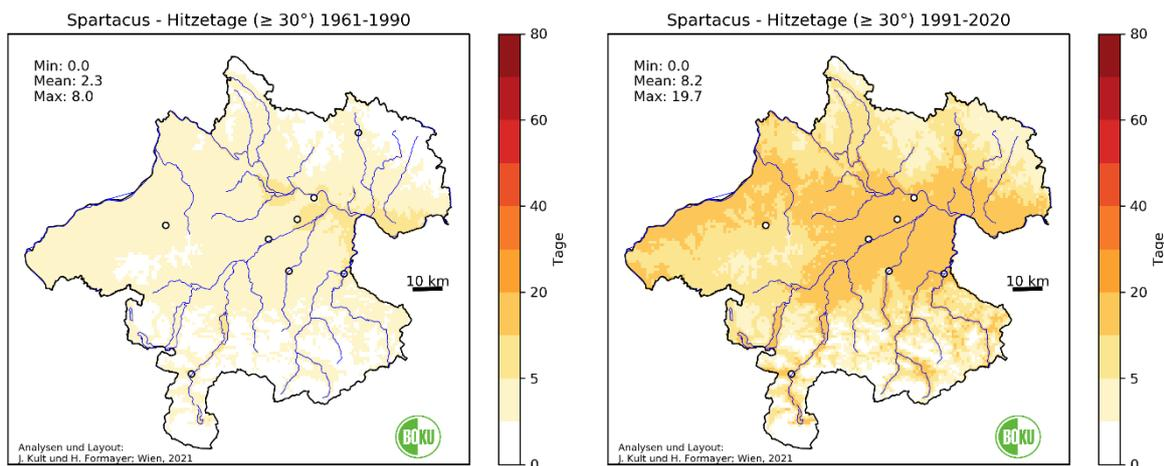 Spartacus - Hitzetage (≥ 30°) 1961-1990
Min: 0.0
Mean: 2.3
Max: 8.0
10 km
BOKU
Analysen und Layout:
J. Kult und H. Formayer; Wien, 2021
80
60
40
20
5
0
Tage
Spartacus - Hitzetage (≥ 30°) 1991-2020
Min: 0.0
Mean: 8.2
Max: 19.7
10 km
BOKU
Analysen und Layout:
J. Kult und H. Formayer; Wien, 2021
80
60
40
20
5
0
Tage